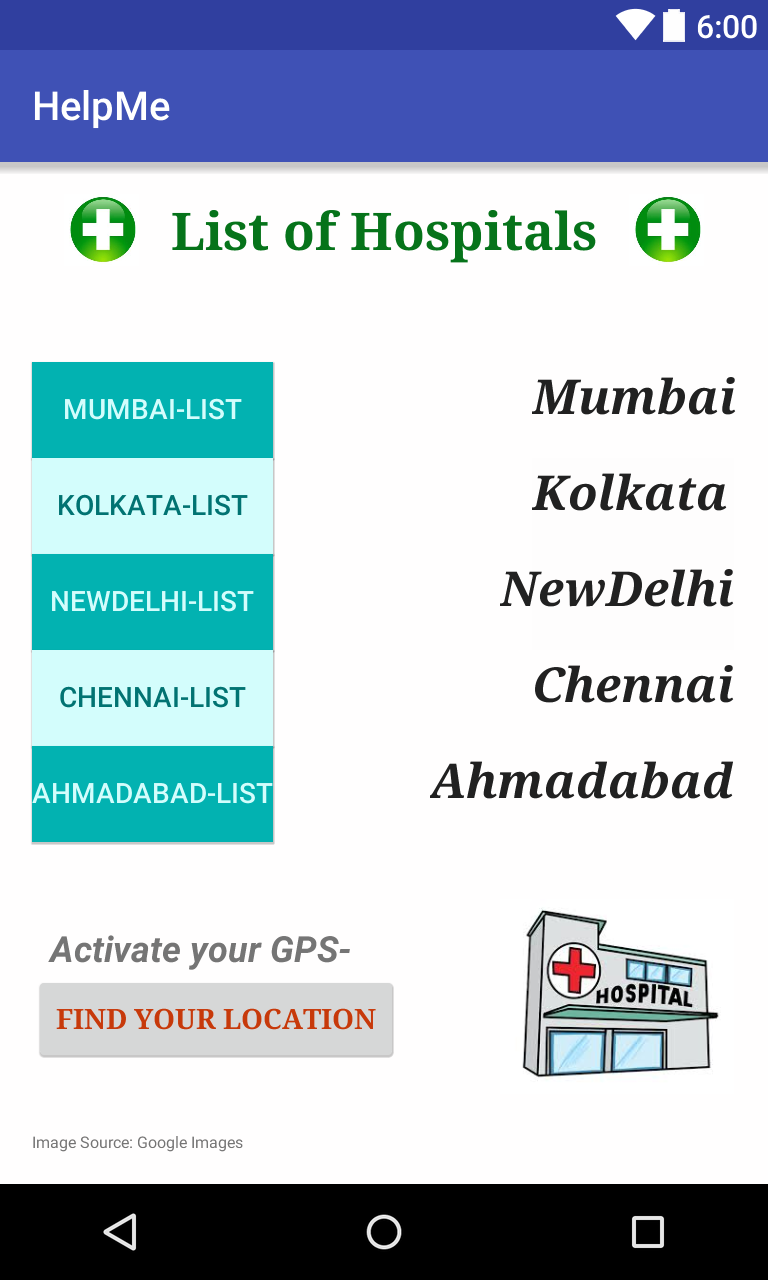 6:00
HelpMe
List of Hospitals
MUMBAI-LIST Mumbai
KOLKATA-LIST Kolkata
NEWDELHI-LIST NewDelhi
CHENNAI-LIST Chennai
AHMADABAD-LIST Ahmadabad
Activate your GPS-
FIND YOUR LOCATION
HOSPITAL
Image Source: Google Images